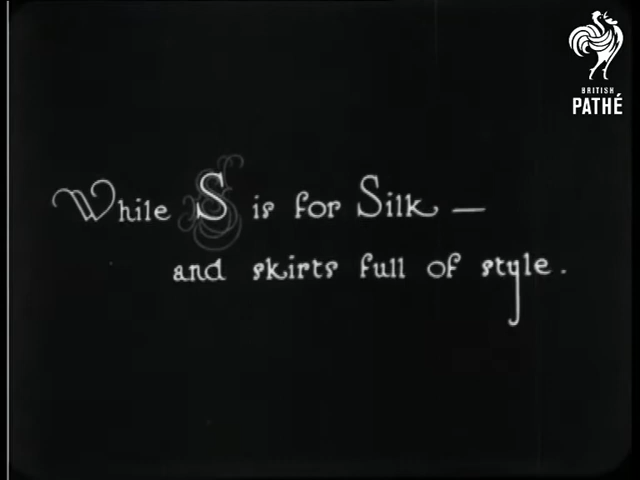 BRITISH
PATHÉ
While S is for Silk —
and skirts full of style.